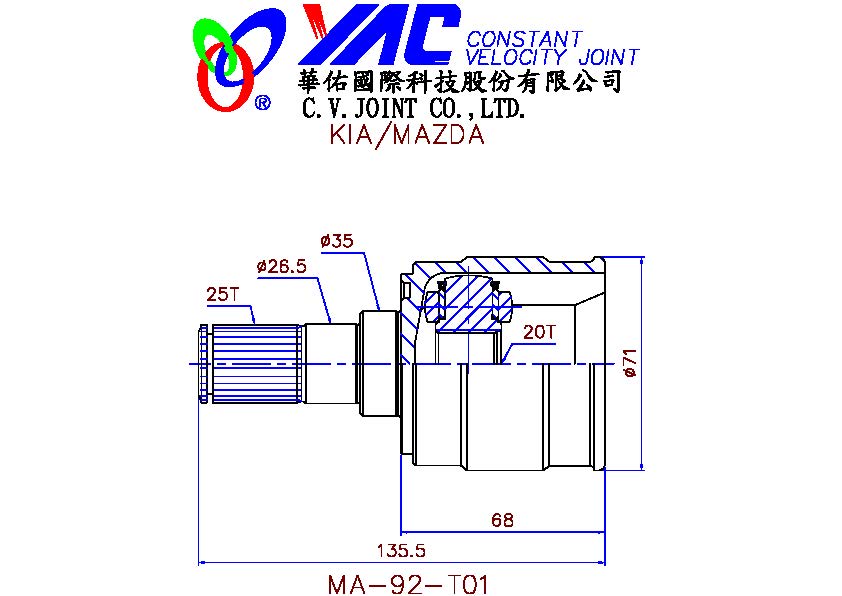 YAC CONSTANT
VELOCITY JOINT
®
華佑國際科技股份有限公司
C.V.JOINT CO.,LTD.
KIA/MAZDA
ø35
ø26.5
25T
20T
ø71
68
135.5
MA-92-T01